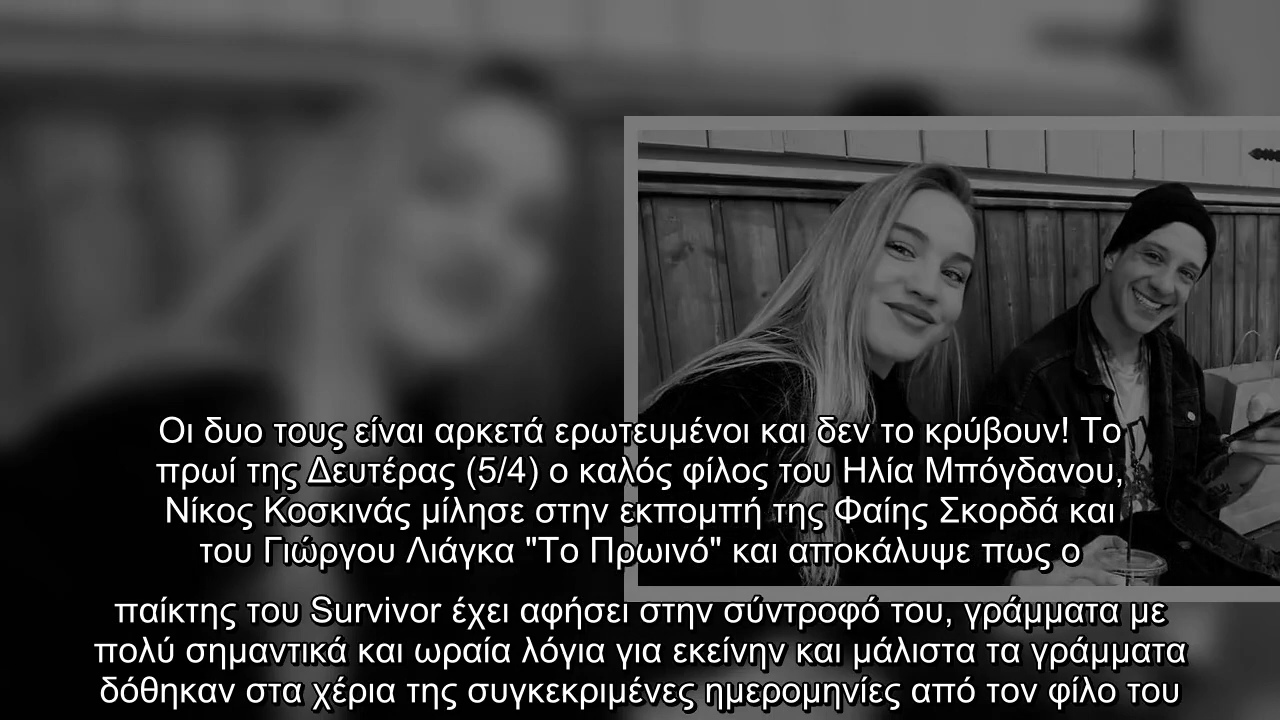 Οι δυο τους είναι αρκετά ερωτευμένοι και δεν το κρύβουν! Το
πρωί της Δευτέρας (5/4) ο καλός φίλος του Ηλία Μπόγδανου,
Νίκος Κοσκινάς μίλησε στην εκπομπή της Φαίης Σκορδά και
του Γιώργου Λιάγκα "Το Πρωινό" και αποκάλυψε πως ο
παίκτης του Survivor έχει αφήσει στην σύντροφό του, γράμματα με
πολύ σημαντικά και ωραία λόγια για εκείνην και μάλιστα τα γράμματα
δόθηκαν στα χέρια της συγκεκριμένες ημερομηνίες από τον φίλο του